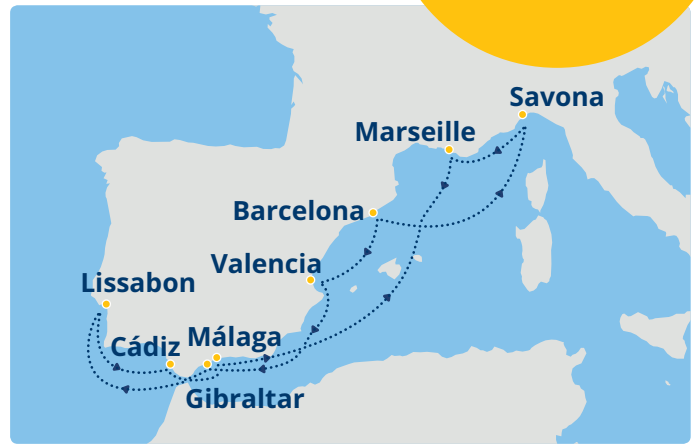 Savona
Marseille
Barcelona
Valencia
Lissabon
Málaga
Cádiz
Gibraltar